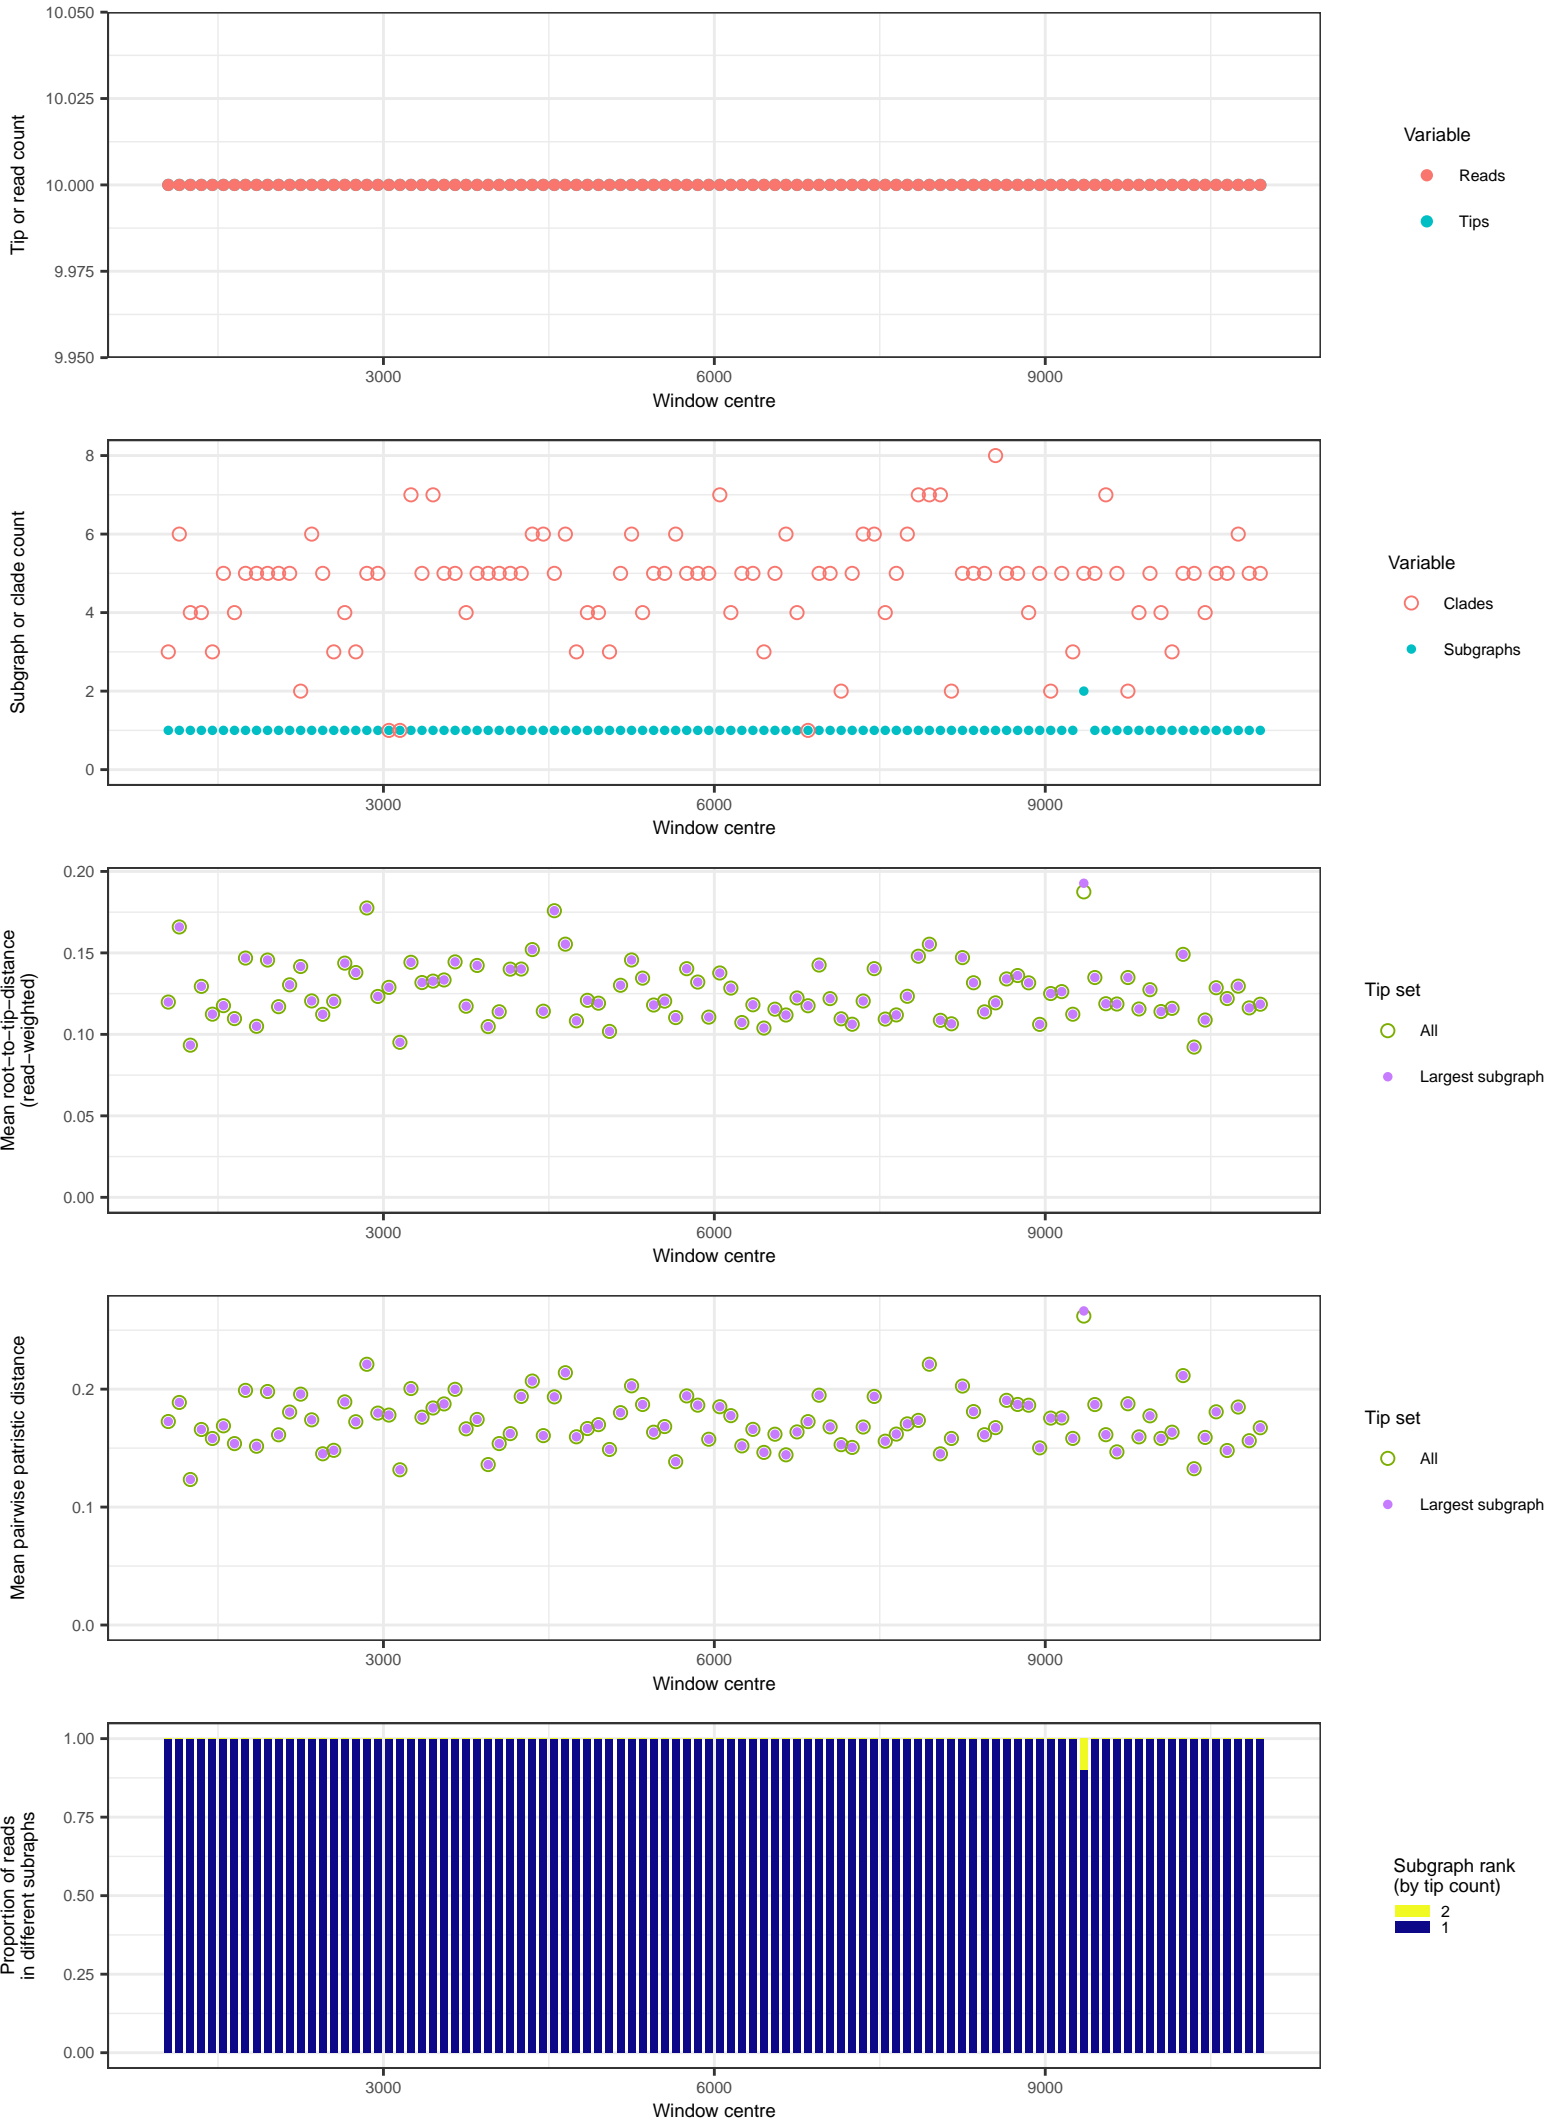 10.050
10.025
10.000
9.975
9.950
Tip or read count
3000
6000
9000
Window centre
Variable
Reads
Tips
8
6
4
2
0
Subgraph or clade count
3000
6000
9000
Window centre
Variable
Clades
Subgraphs
0.20
0.15
0.10
0.05
0.00
Mean root−to−tip−distance
(read−weighted)
3000
6000
9000
Window centre
Tip set
All
Largest subgraph
0.2
0.1
0.0
Mean pairwise patristic distance
3000
6000
9000
Window centre
Tip set
All
Largest subgraph
1.00
0.75
0.50
0.25
0.00
Proportion of reads
in different subraphs
3000
6000
9000
Window centre
Subgraph rank
(by tip count)
2
1